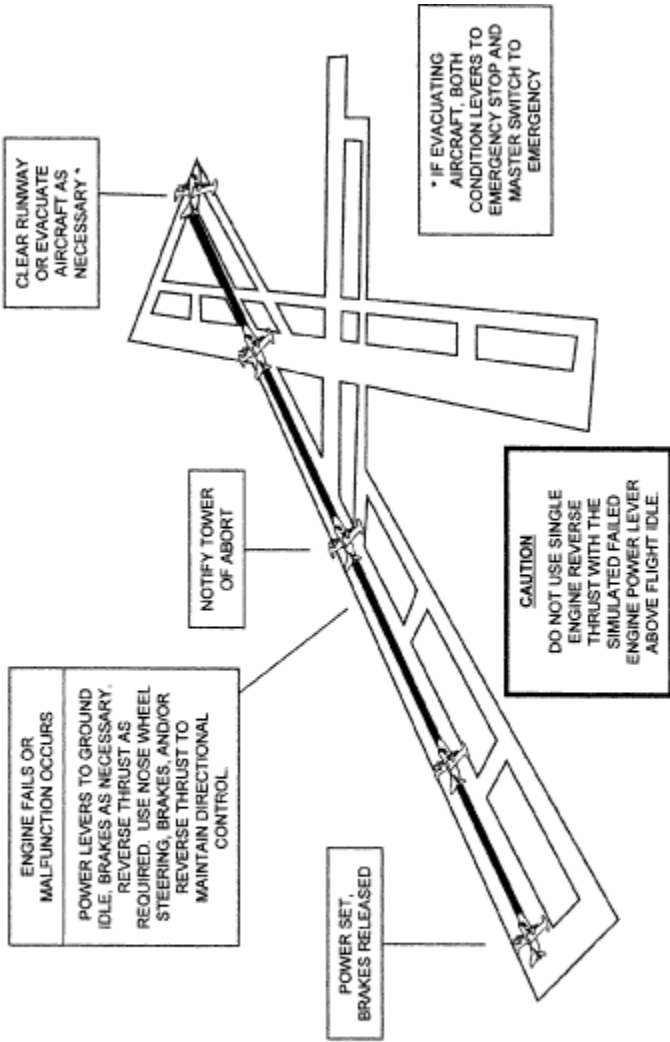 POWER SET,
BRAKES RELEASED
ENGINE FAILS OR
MALFUNCTION OCCURS
POWER LEVERS TO GROUND
IDLE, BRAKES AS NECESSARY.
REVERSE THRUST AS
REQUIRED. USE NOSE WHEEL
STEERING, BRAKES, AND/OR
REVERSE THRUST TO
MAINTAIN DIRECTIONAL
CONTROL.
NOTIFY TOWER
OF ABORT
CLEAR RUNWAY
OR EVACUATE
AIRCRAFT AS
NECESSARY *
CAUTION
DO NOT USE SINGLE
ENGINE REVERSE
THRUST WITH THE
SIMULATED FAILED
ENGINE POWER LEVER
ABOVE FLIGHT IDLE.
* IF EVACUATING
AIRCRAFT, BOTH
CONDITION LEVERS TO
EMERGENCY STOP AND
MASTER SWITCH TO
EMERGENCY